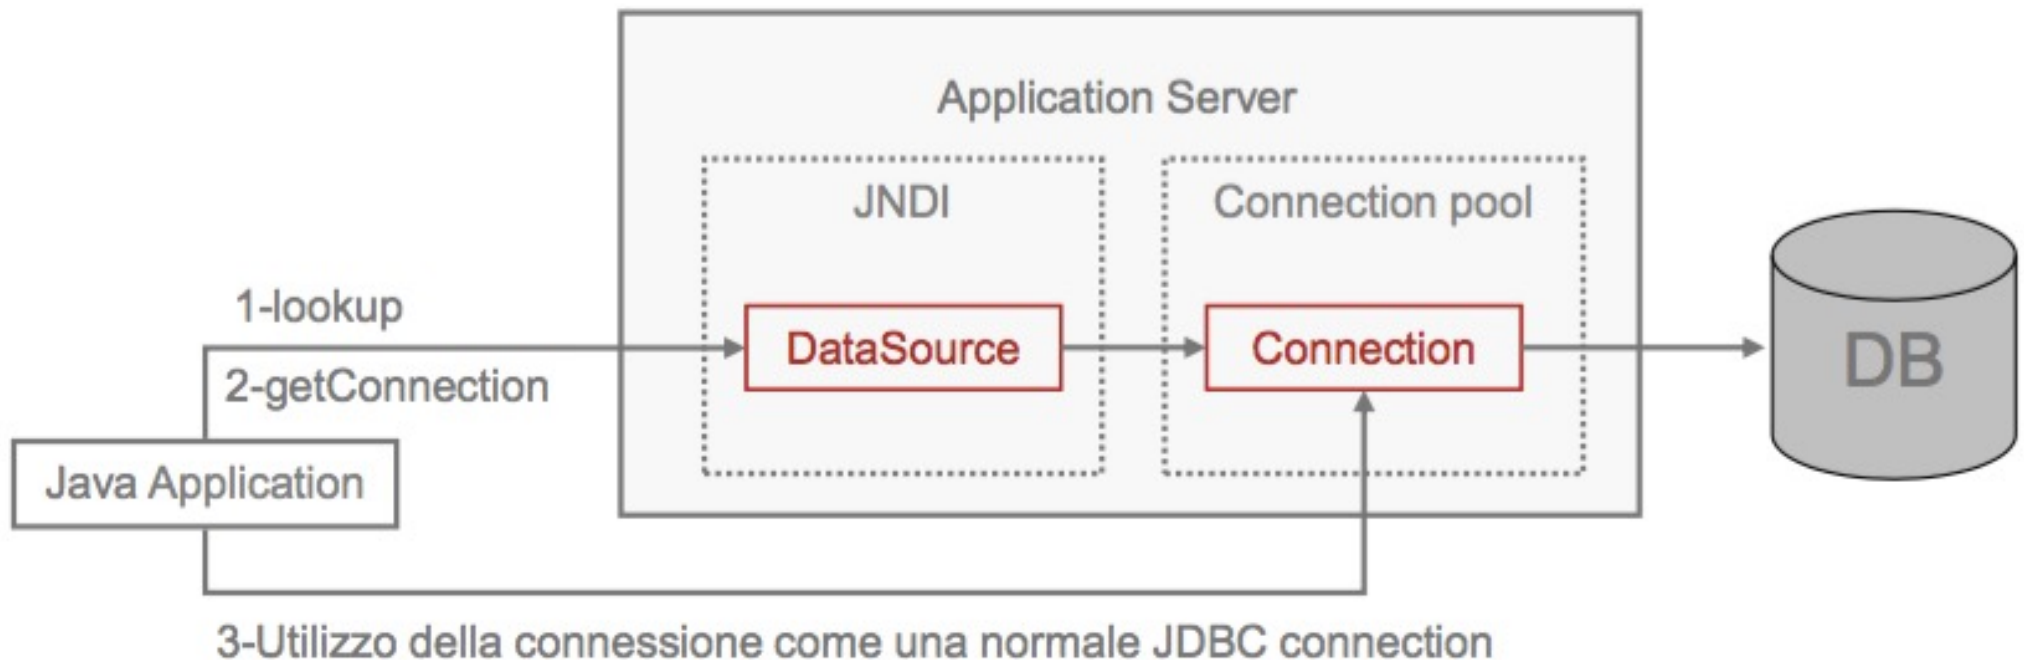 Application Server
JNDI
Connection pool
1-lookup
DataSource
Connection
DB
2-getConnection
Java Application
3-Utilizzo della connessione come una normale JDBC connection